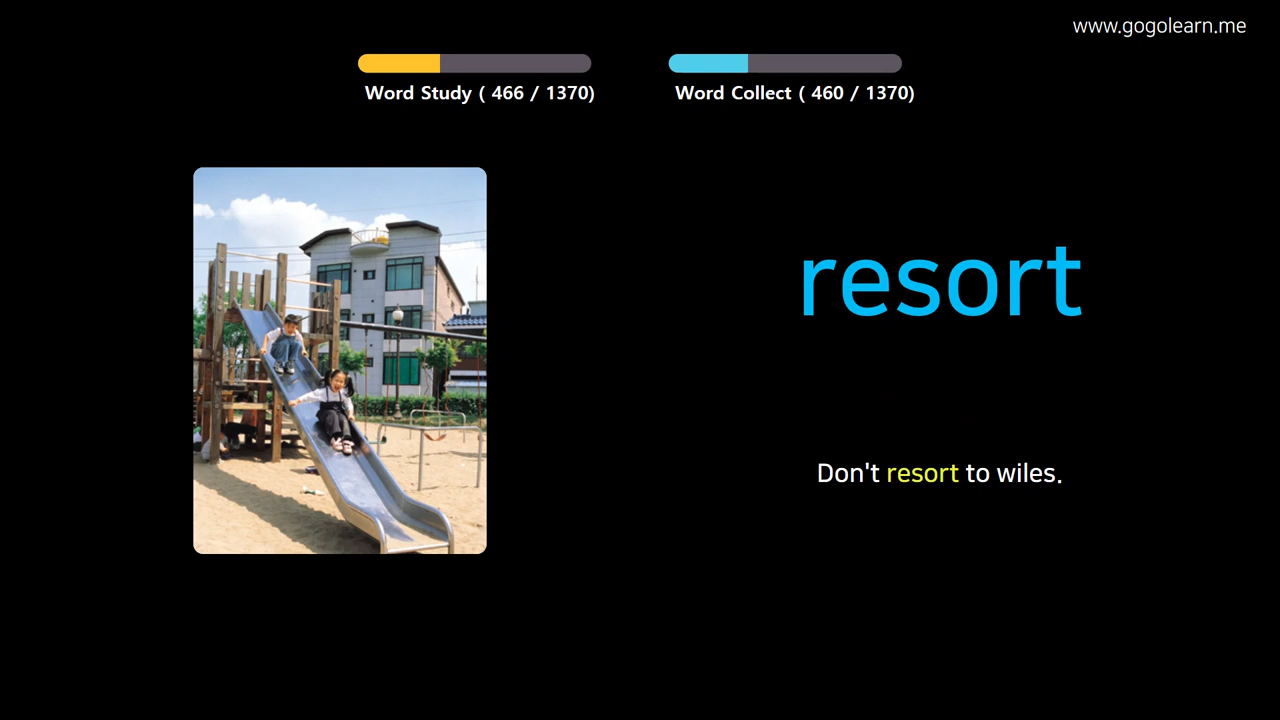 www.gogolearn.me
Word Study ( 466 / 1370)
Word Collect ( 460 / 1370)
resort
Don't resort to wiles.